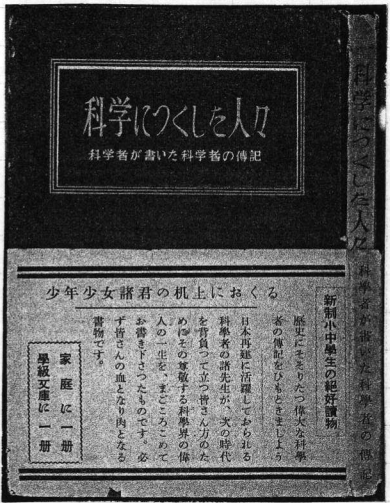 科学につくした人々
科学者が書いた科学者の傳記
少年少女諸君の机上におくる
新制小中學生の絶好讀物
歴史にそそりたつ偉大な科學
者の傳記をひもときましよう
日本再建に活躍しておられる
科學者の諸先生が、次の時代
を背負つて立つ皆さん方のた
めにその尊敬する科學界の偉
人の一生を、まごころこめて
お書き下さつたものです。必
ず皆さんの血となり肉となる
書物です。
家庭に一册
學級文庫に一册
科学につくした人々
科學者が書いた科學者の傳記